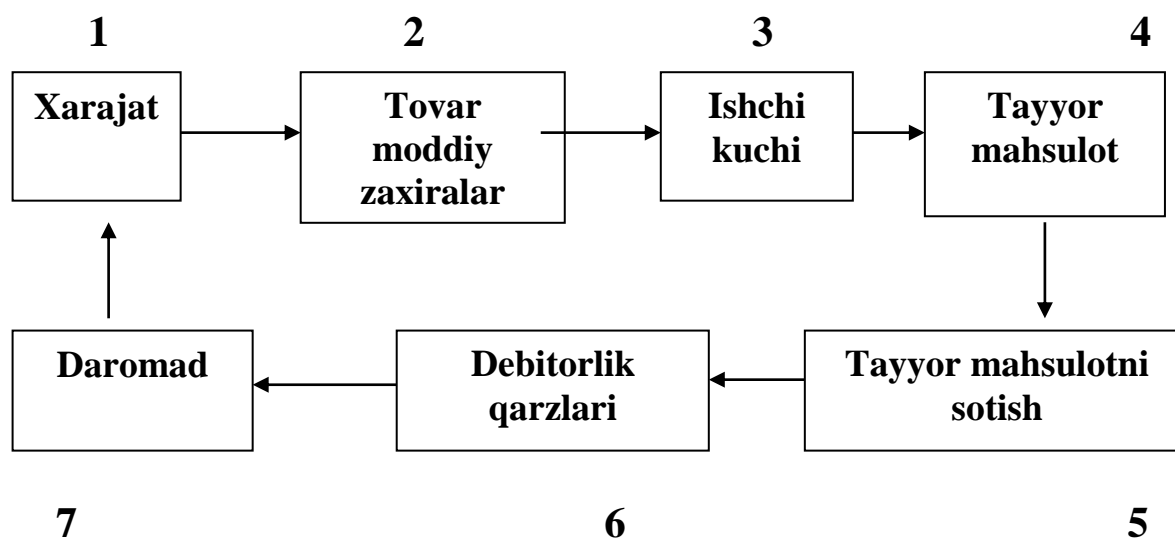 1
2
3
4
Xarajat
Tovar
moddiy
zaxiralar
Ishchi
kuchi
Tayyor
mahsulot
Daromad
Debitorlik
qarzlari
Tayyor mahsulotni
sotish
7
6
5